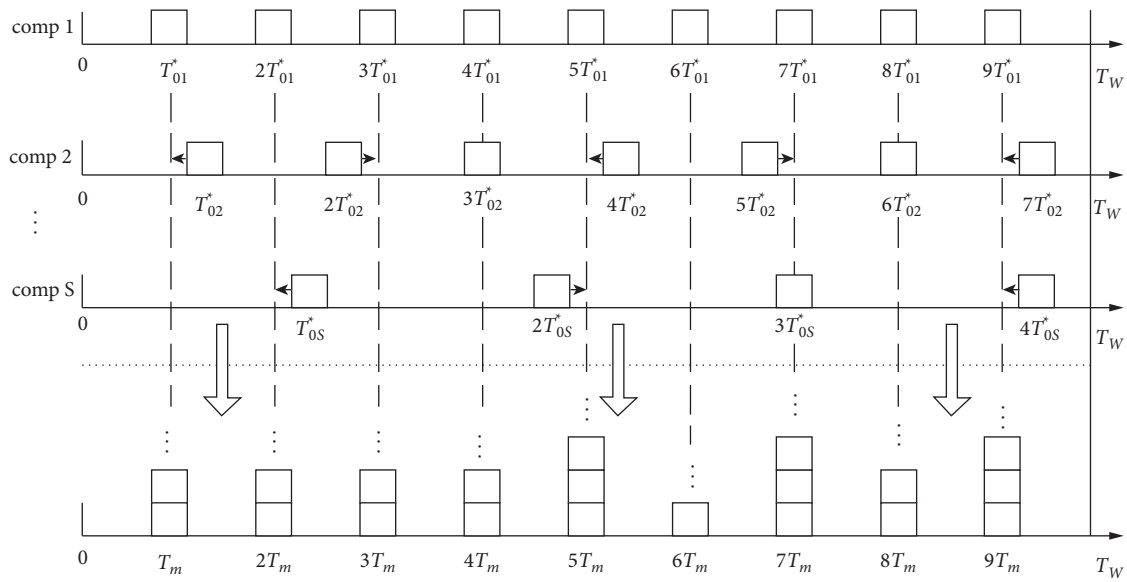 comp 1
0 T*01 2T*01 3T*01 4T*01 5T*01 6T*01 7T*01 8T*01 9T*01 TW
comp 2
0 T*02 2T*02 3T*02 4T*02 5T*02 6T*02 7T*02 TW
⋮
comp S
0 T*0S 2T*0S 3T*0S 4T*0S TW
⋮ ⋮ ⋮ ⋮ ⋮ ⋮ ⋮ ⋮ ⋮
0 Tm 2Tm 3Tm 4Tm 5Tm 6Tm 7Tm 8Tm 9Tm TW